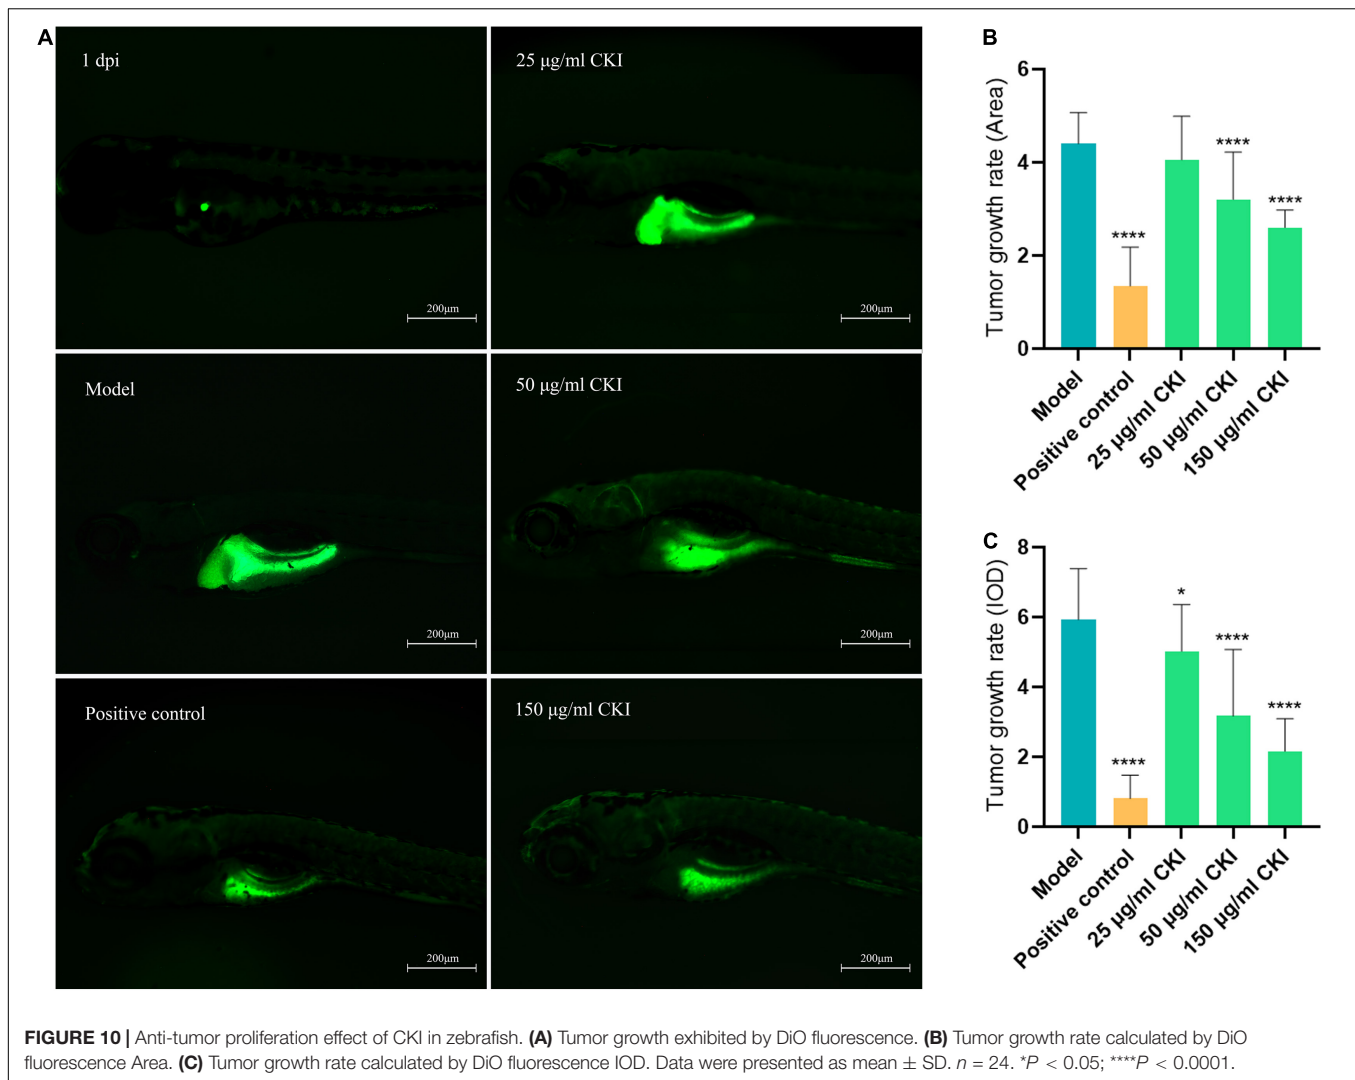 A
1 dpi
200μm
25 μg/ml CKI
200μm
Model
200μm
50 μg/ml CKI
200μm
Positive control
200μm
150 μg/ml CKI
200μm
B
Tumor growth rate (Area)
6
4
2
0
****
****
****
Model
Positive control
25 μg/ml CKI
50 μg/ml CKI
150 μg/ml CKI
C
Tumor growth rate (IOD)
8
6
4
2
0
****
*
****
****
Model
Positive control
25 μg/ml CKI
50 μg/ml CKI
150 μg/ml CKI
FIGURE 10 | Anti-tumor proliferation effect of CKI in zebrafish. (A) Tumor growth exhibited by DiO fluorescence. (B) Tumor growth rate calculated by DiO
fluorescence Area. (C) Tumor growth rate calculated by DiO fluorescence IOD. Data were presented as mean ± SD. n = 24. *P < 0.05; ****P < 0.0001.